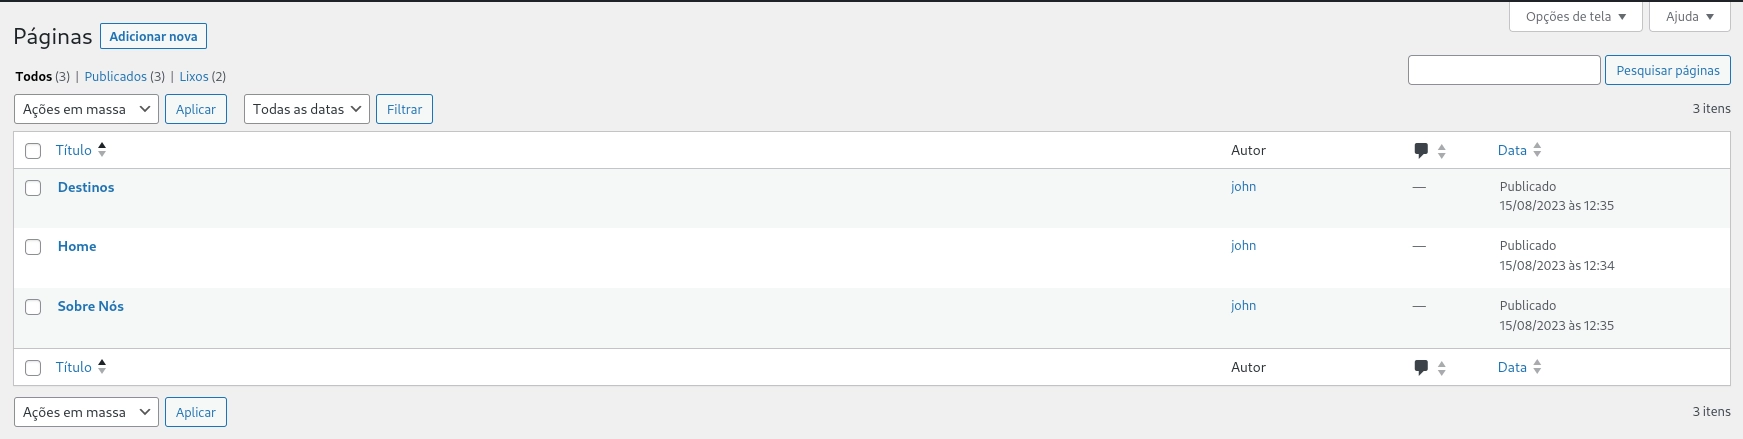 Opções de tela ▼ Ajuda ▼
Páginas Adicionar nova
Todos (3) | Publicados (3) | Lixos (2)
Pesquisar páginas
Ações em massa Aplicar Todas as datas Filtrar 3 itens
Título Autor Data
Destinos john — Publicado
15/08/2023 às 12:35
Home john — Publicado
15/08/2023 às 12:34
Sobre Nós john — Publicado
15/08/2023 às 12:35
Título Autor Data
Ações em massa Aplicar 3 itens